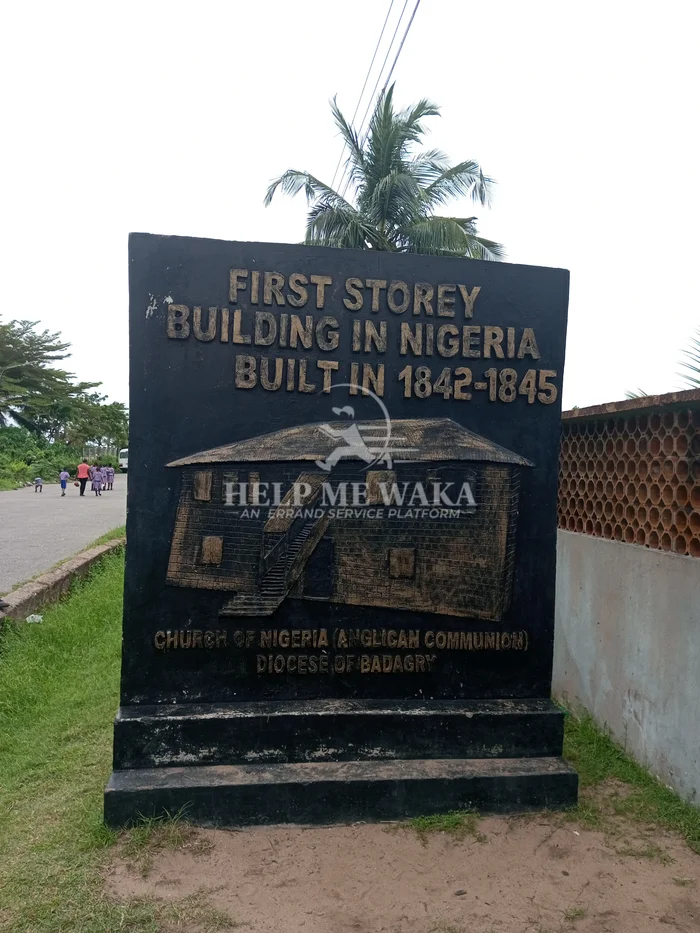 FIRST STOREY
BUILDING IN NIGERIA
BUILT IN 1842-1845
HELP ME WAKA
AN ERRAND SERVICE PLATFORM
CHURCH OF NIGERIA (ANGLICAN COMMUNION)
DIOCESE OF BADAGRY